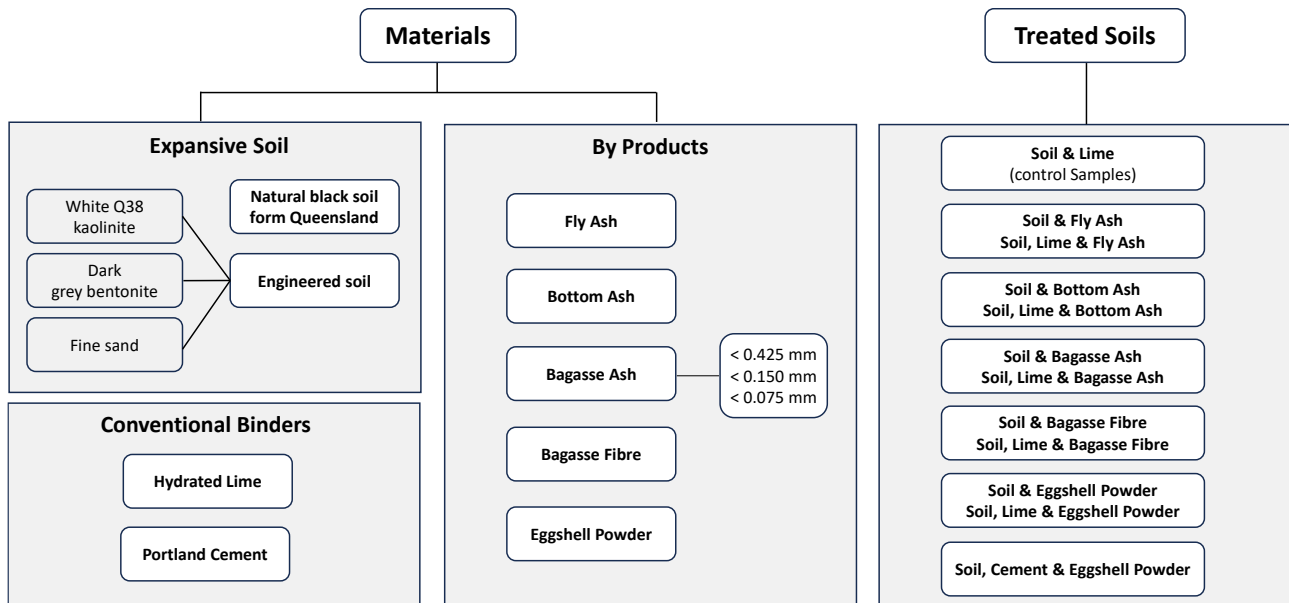 Materials
Treated Soils
Expansive Soil
White Q38
kaolinite
Dark
grey bentonite
Fine sand
Natural black soil
form Queensland
Engineered soil
Conventional Binders
Hydrated Lime
Portland Cement
By Products
Fly Ash
Bottom Ash
Bagasse Ash
< 0.425 mm
< 0.150 mm
< 0.075 mm
Bagasse Fibre
Eggshell Powder
Soil & Lime
(control Samples)
Soil & Fly Ash
Soil, Lime & Fly Ash
Soil & Bottom Ash
Soil, Lime & Bottom Ash
Soil & Bagasse Ash
Soil, Lime & Bagasse Ash
Soil & Bagasse Fibre
Soil, Lime & Bagasse Fibre
Soil & Eggshell Powder
Soil, Lime & Eggshell Powder
Soil, Cement & Eggshell Powder